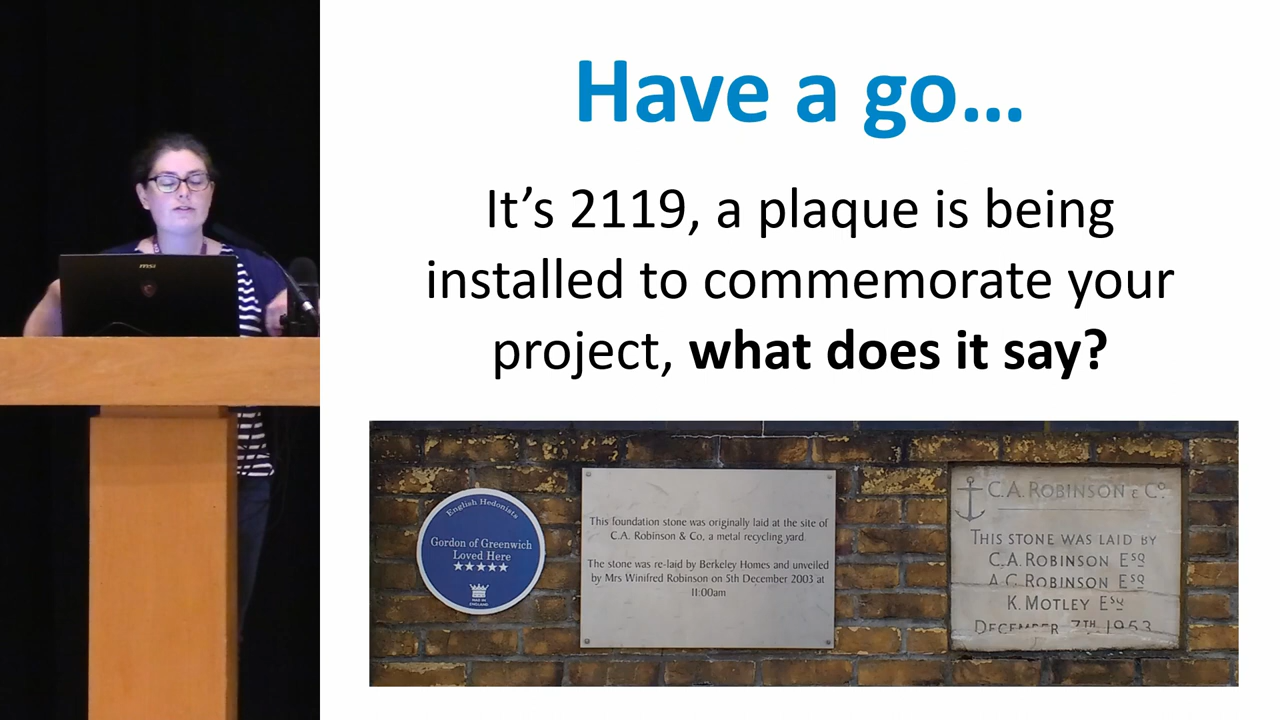 Have a go...
It's 2119, a plaque is being
installed to commemorate your
project, what does it say?
msi
English Hedonists
Gordon of Greenwich
Loved Here
★★★★★
MADE IN
ENGLAND
This foundation stone was originally laid at the site of
C.A. Robinson & Co, a metal recycling yard
The stone was re-laid by Berkeley Homes and unveiled
by Mrs Winifred Robinson on 5th December 2003 at
11:00am
C.A. ROBINSON & Co.
THIS STONE WAS LAID BY
C.A. ROBINSON ESQ
A.C. ROBINSON ESQ
K. MOTLEY ESQ
DECEMBER 7TH 1953